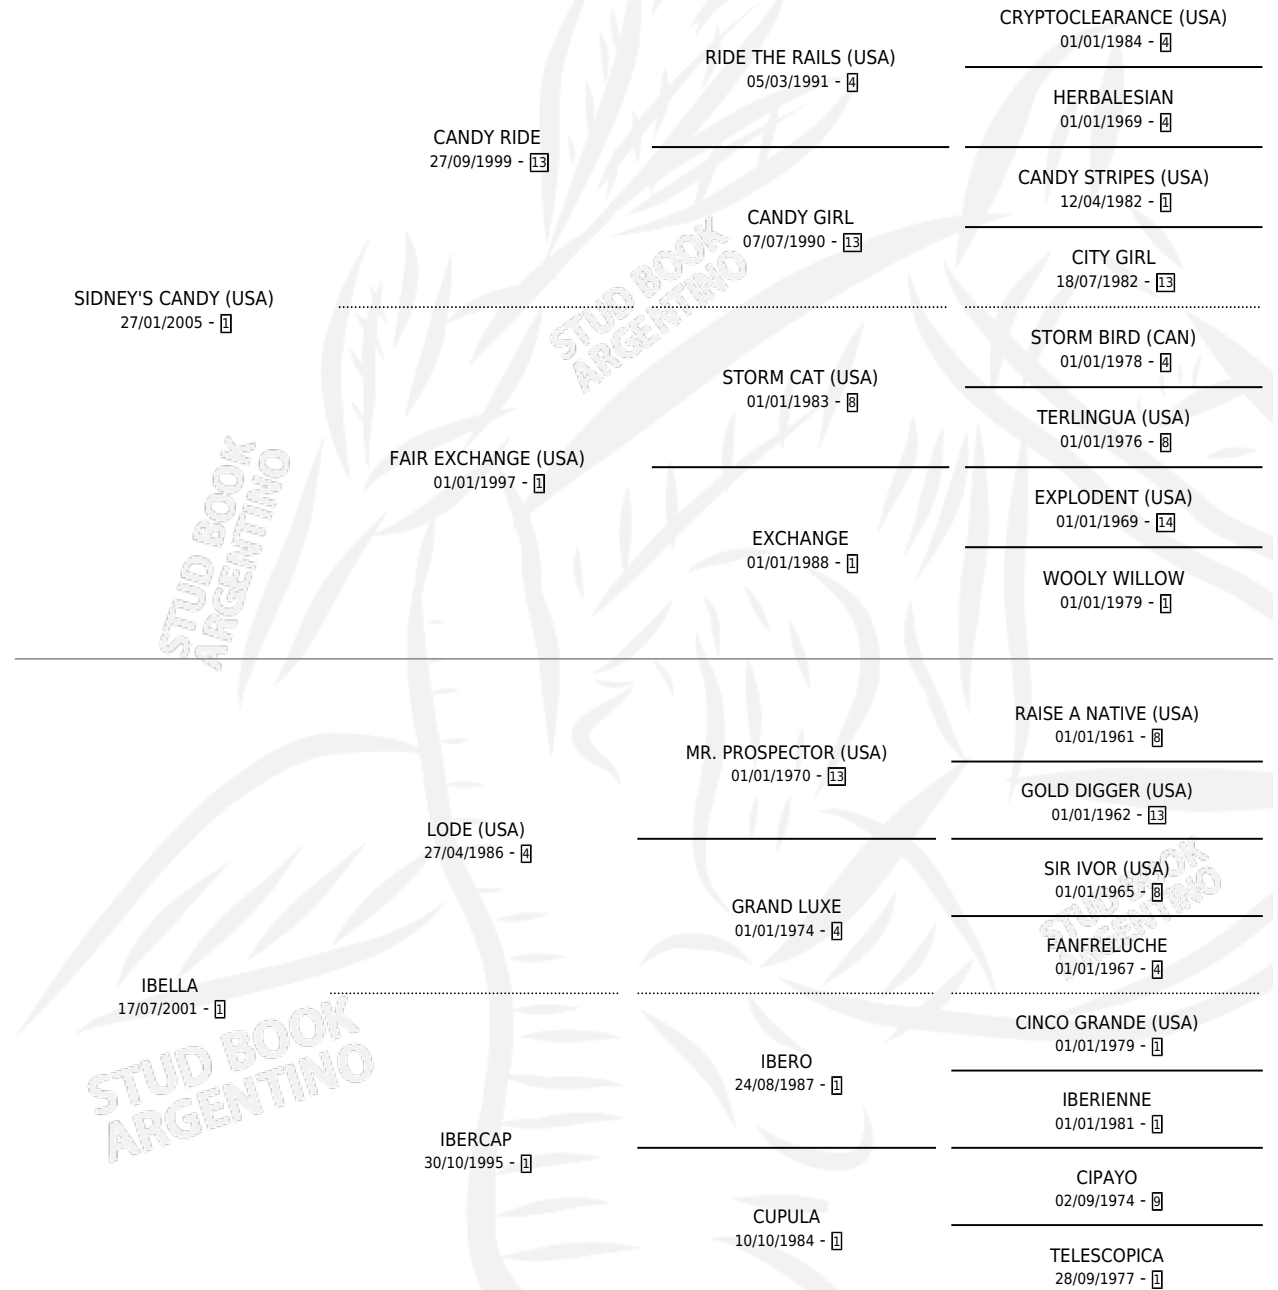 CRYPTOCLEARANCE (USA)
01/01/1984 - 4
RIDE THE RAILS (USA)
05/03/1991 - 4
HERBALESIAN
01/01/1969 - 4
CANDY RIDE
27/09/1999 - 13
CANDY STRIPES (USA)
12/04/1982 - 1
CANDY GIRL
07/07/1990 - 13
CITY GIRL
18/07/1982 - 13
SIDNEY'S CANDY (USA)
27/01/2005 - 1
STUD BOOK
ARGENTINO
STORM BIRD (CAN)
01/01/1978 - 4
STORM CAT (USA)
01/01/1983 - 8
TERLINGUA (USA)
01/01/1976 - 8
FAIR EXCHANGE (USA)
01/01/1997 - 1
EXPLODENT (USA)
01/01/1969 - 14
EXCHANGE
01/01/1988 - 1
WOOLY WILLOW
01/01/1979 - 1
STUD BOOK
ARGENTINO
RAISE A NATIVE (USA)
01/01/1961 - 8
MR. PROSPECTOR (USA)
01/01/1970 - 13
GOLD DIGGER (USA)
01/01/1962 - 13
LODE (USA)
27/04/1986 - 4
SIR IVOR (USA)
01/01/1965 - 8
GRAND LUXE
01/01/1974 - 4
STUD BOOK
ARGENTINO
FANFRELUCHE
01/01/1967 - 4
IBELLA
17/07/2001 - 1
STUD BOOK
ARGENTINO
CINCO GRANDE (USA)
01/01/1979 - 1
IBERO
24/08/1987 - 1
IBERIENNE
01/01/1981 - 1
IBERCAP
30/10/1995 - 1
CIPAYO
02/09/1974 - 9
CUPULA
10/10/1984 - 1
TELESCOPICA
28/09/1977 - 1